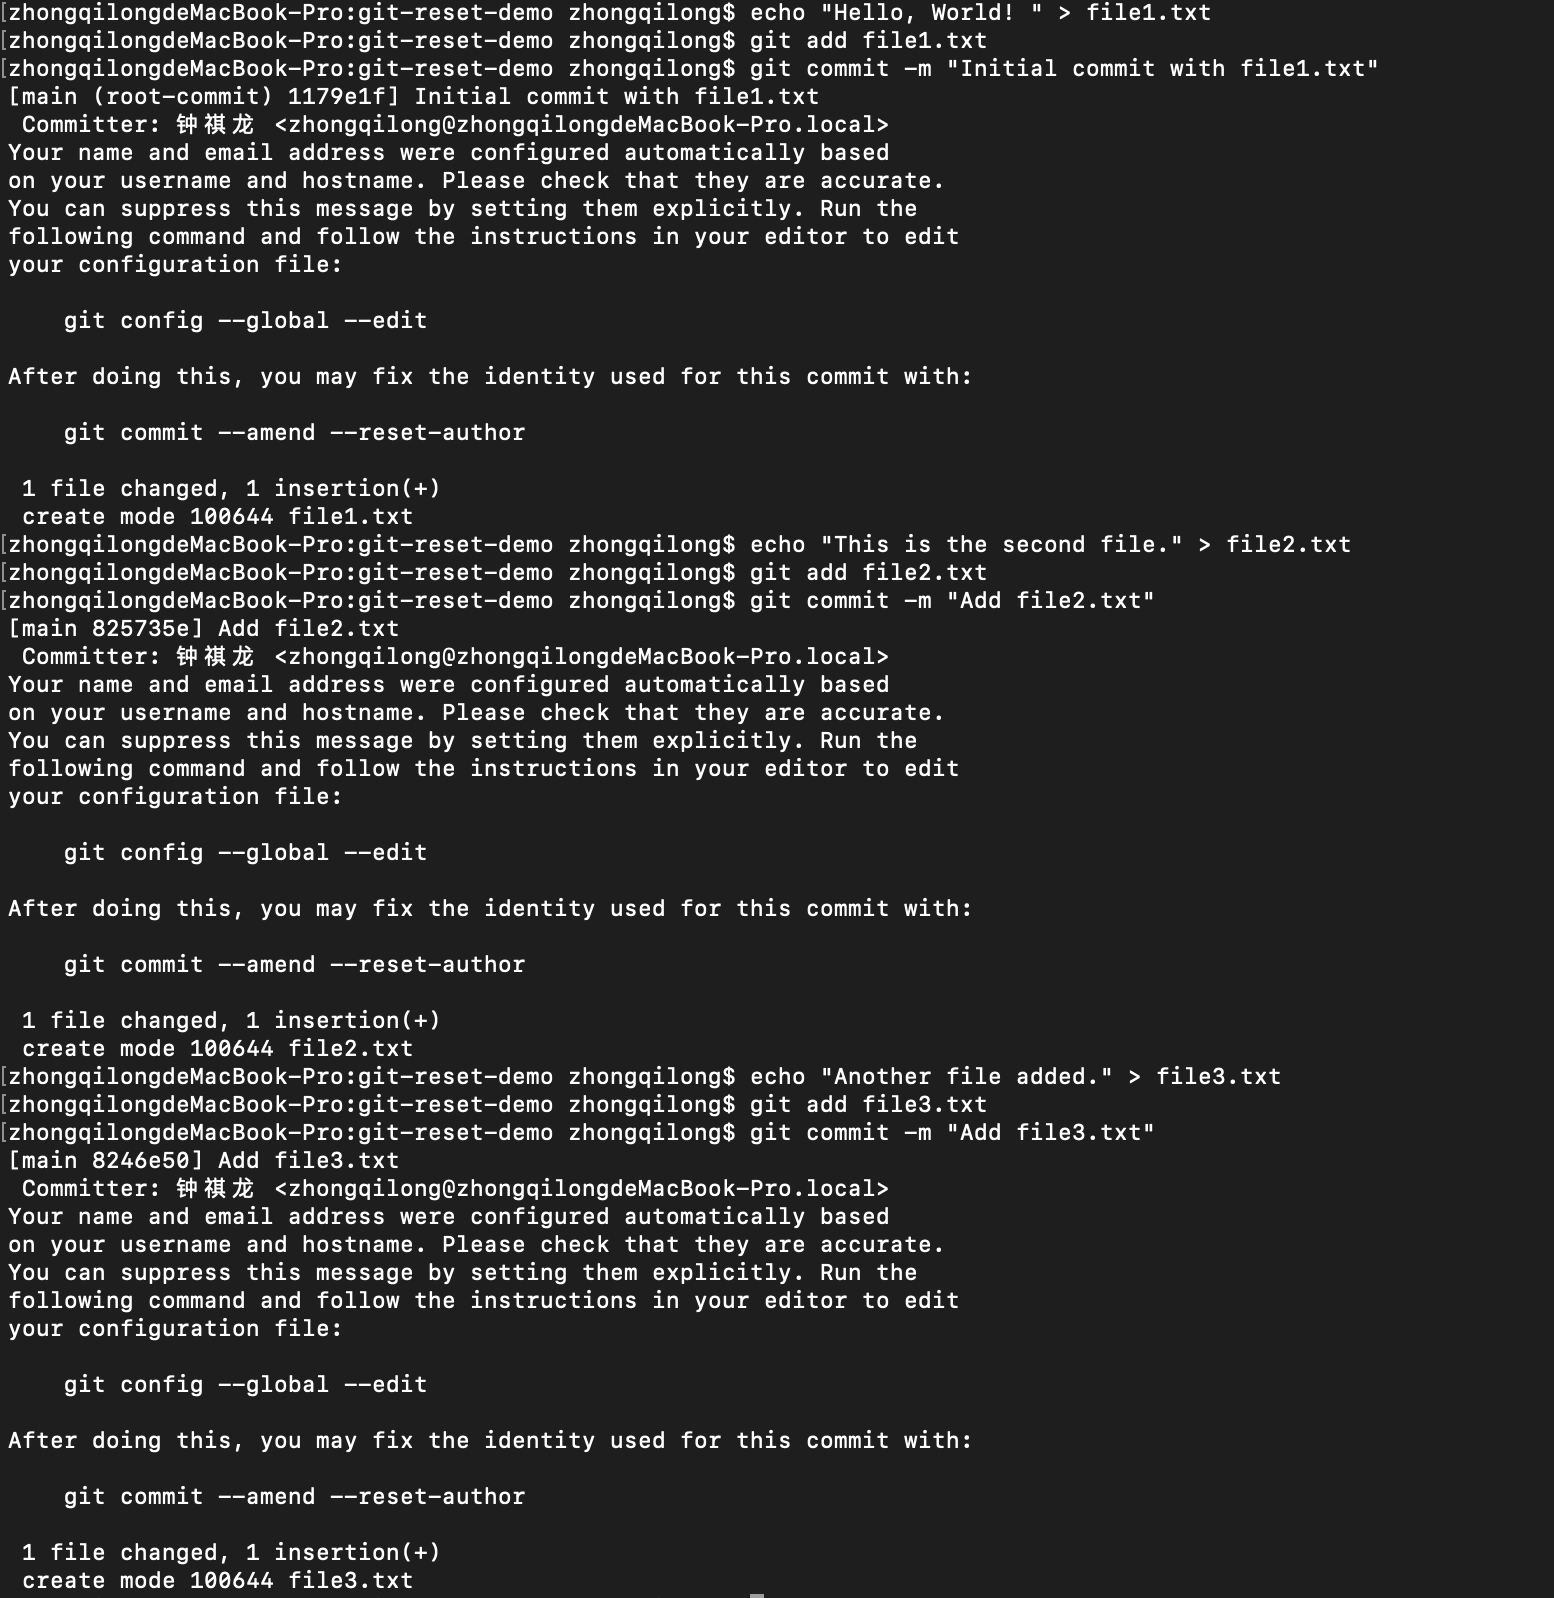 zhongqilongdeMacBook-Pro:git-reset-demo zhongqilong$ echo "Hello, World! " > file1.txt
zhongqilongdeMacBook-Pro:git-reset-demo zhongqilong$ git add file1.txt
zhongqilongdeMacBook-Pro:git-reset-demo zhongqilong$ git commit -m "Initial commit with file1.txt"
[main (root-commit) 1179e1f] Initial commit with file1.txt
 Committer: 钟祺龙 <zhongqilong@zhongqilongdeMacBook-Pro.local>
Your name and email address were configured automatically based
on your username and hostname. Please check that they are accurate.
You can suppress this message by setting them explicitly. Run the
following command and follow the instructions in your editor to edit
your configuration file:

    git config --global --edit

After doing this, you may fix the identity used for this commit with:

    git commit --amend --reset-author

 1 file changed, 1 insertion(+)
 create mode 100644 file1.txt
zhongqilongdeMacBook-Pro:git-reset-demo zhongqilong$ echo "This is the second file." > file2.txt
zhongqilongdeMacBook-Pro:git-reset-demo zhongqilong$ git add file2.txt
zhongqilongdeMacBook-Pro:git-reset-demo zhongqilong$ git commit -m "Add file2.txt"
[main 825735e] Add file2.txt
 Committer: 钟祺龙 <zhongqilong@zhongqilongdeMacBook-Pro.local>
Your name and email address were configured automatically based
on your username and hostname. Please check that they are accurate.
You can suppress this message by setting them explicitly. Run the
following command and follow the instructions in your editor to edit
your configuration file:

    git config --global --edit

After doing this, you may fix the identity used for this commit with:

    git commit --amend --reset-author

 1 file changed, 1 insertion(+)
 create mode 100644 file2.txt
zhongqilongdeMacBook-Pro:git-reset-demo zhongqilong$ echo "Another file added." > file3.txt
zhongqilongdeMacBook-Pro:git-reset-demo zhongqilong$ git add file3.txt
zhongqilongdeMacBook-Pro:git-reset-demo zhongqilong$ git commit -m "Add file3.txt"
[main 8246e50] Add file3.txt
 Committer: 钟祺龙 <zhongqilong@zhongqilongdeMacBook-Pro.local>
Your name and email address were configured automatically based
on your username and hostname. Please check that they are accurate.
You can suppress this message by setting them explicitly. Run the
following command and follow the instructions in your editor to edit
your configuration file:

    git config --global --edit

After doing this, you may fix the identity used for this commit with:

    git commit --amend --reset-author

 1 file changed, 1 insertion(+)
 create mode 100644 file3.txt